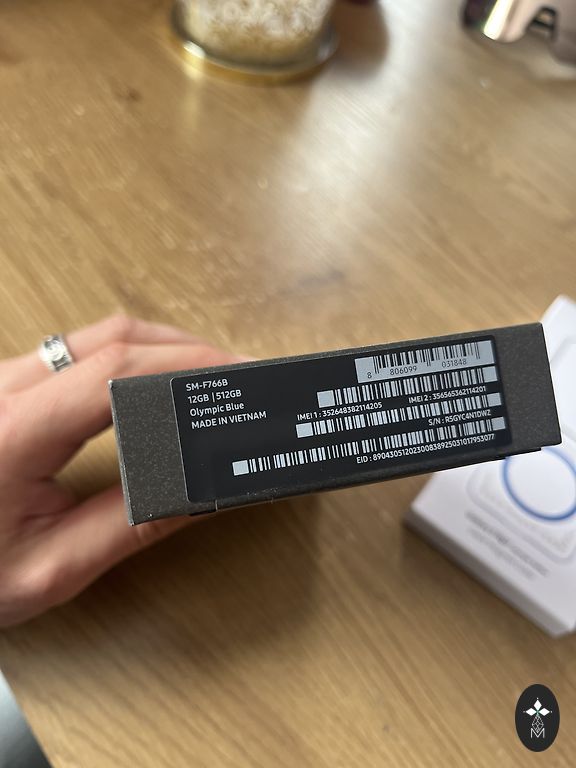 SM-F766B
12GB | 512GB
Olympic Blue
MADE IN VIETNAM
8 806099 031848
IMEI 1 : 352648382114205
IMEI 2 : 356565362114201
S/N : R5GYC4N1DWZ
EID : 89043051202300838925031017953077
M